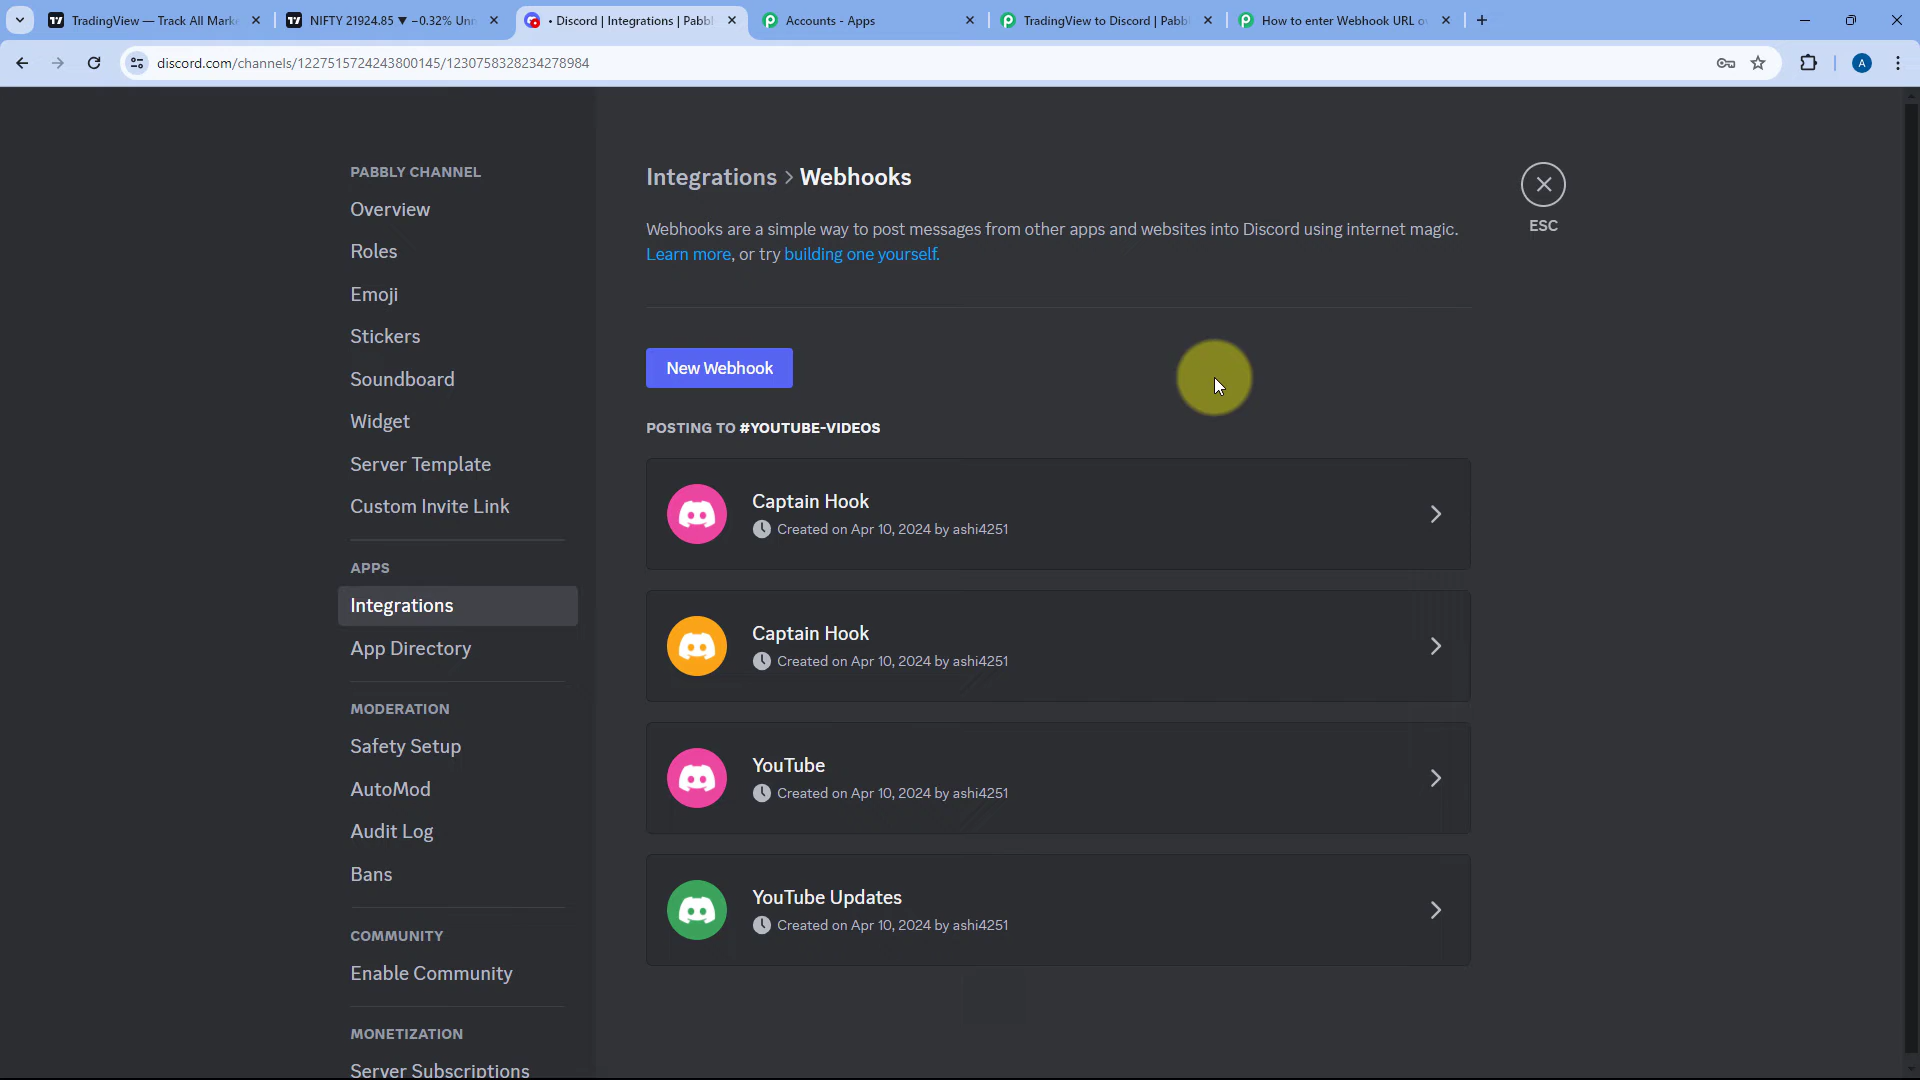 TradingView — Track All Marke
NIFTY 21924.85 ▼ −0.32% Unn
• Discord | Integrations | Pabbl
Accounts - Apps
TradingView to Discord | Pabb
How to enter Webhook URL o
discord.com/channels/1227515724243800145/1230758328234278984
A
PABBLY CHANNEL
Overview
Roles
Emoji
Stickers
Soundboard
Widget
Server Template
Custom Invite Link
APPS
Integrations
App Directory
MODERATION
Safety Setup
AutoMod
Audit Log
Bans
COMMUNITY
Enable Community
MONETIZATION
Server Subscriptions
Integrations > Webhooks
ESC
Webhooks are a simple way to post messages from other apps and websites into Discord using internet magic.
Learn more, or try building one yourself.
New Webhook
POSTING TO #YOUTUBE-VIDEOS
Captain Hook
Created on Apr 10, 2024 by ashi4251
Captain Hook
Created on Apr 10, 2024 by ashi4251
YouTube
Created on Apr 10, 2024 by ashi4251
YouTube Updates
Created on Apr 10, 2024 by ashi4251